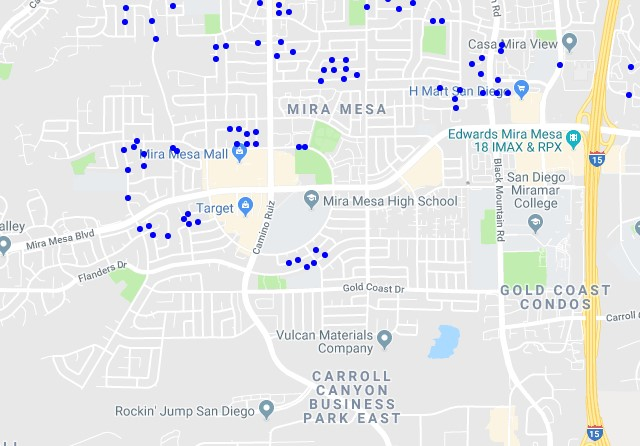 Rd
Casa Mira View
H Mart San Diego
MIRA MESA
Edwards Mira Mesa
18 IMAX & RPX
15
Mira Mesa Mall
San Diego
Miramar
College
Target
Mira Mesa High School
Black Mountain Rd
Camino Ruiz
alley
Mira Mesa Blvd
Flanders Dr
Gold Coast Dr
GOLD COAST
CONDOS
Carroll
Vulcan Materials
Company
CARROLL
CANYON
BUSINESS
PARK EAST
Rockin' Jump San Diego
15